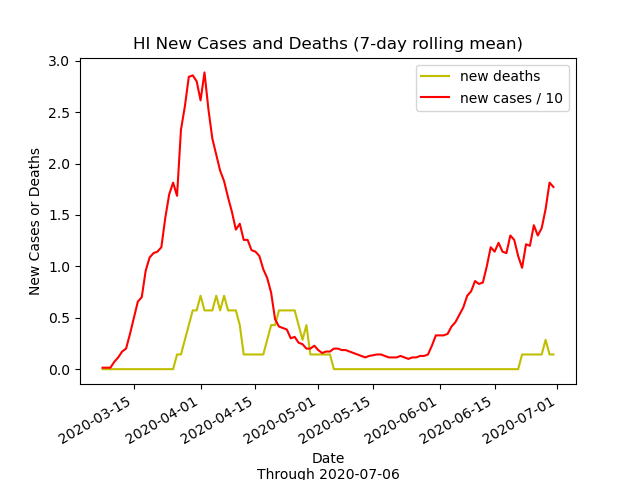 HI New Cases and Deaths (7-day rolling mean)
new deaths
new cases / 10
New Cases or Deaths
3.0
2.5
2.0
1.5
1.0
0.5
0.0
2020-03-15
2020-04-01
2020-04-15
2020-05-01
2020-05-15
2020-06-01
2020-06-15
2020-07-01
Date
Through 2020-07-06